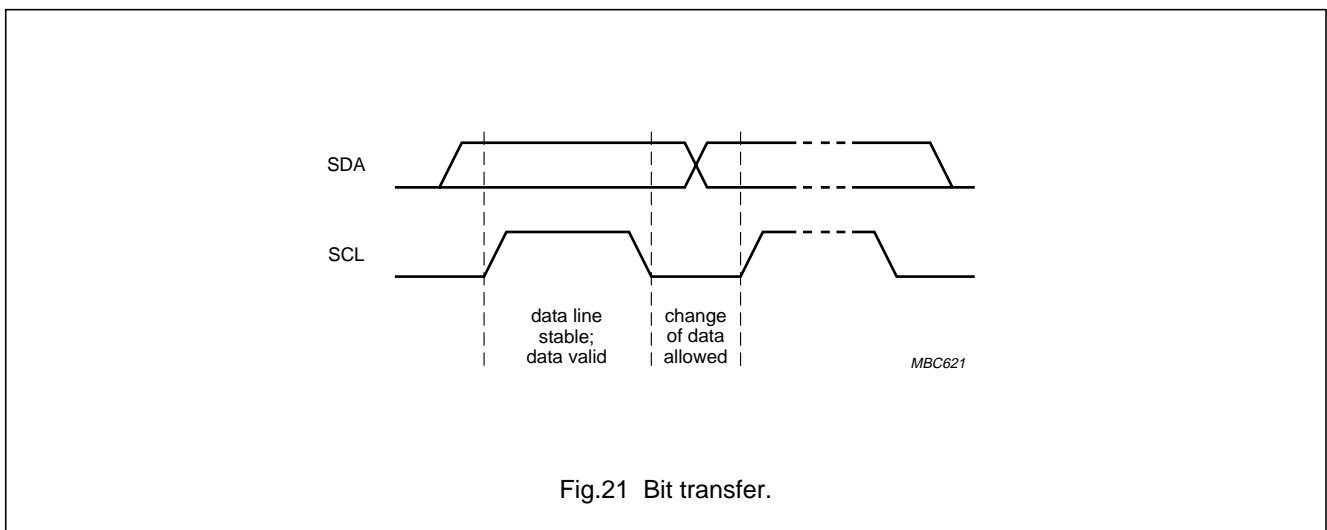 SDA
SCL
data line
stable;
data valid
change
of data
allowed
MBC621
Fig.21 Bit transfer.